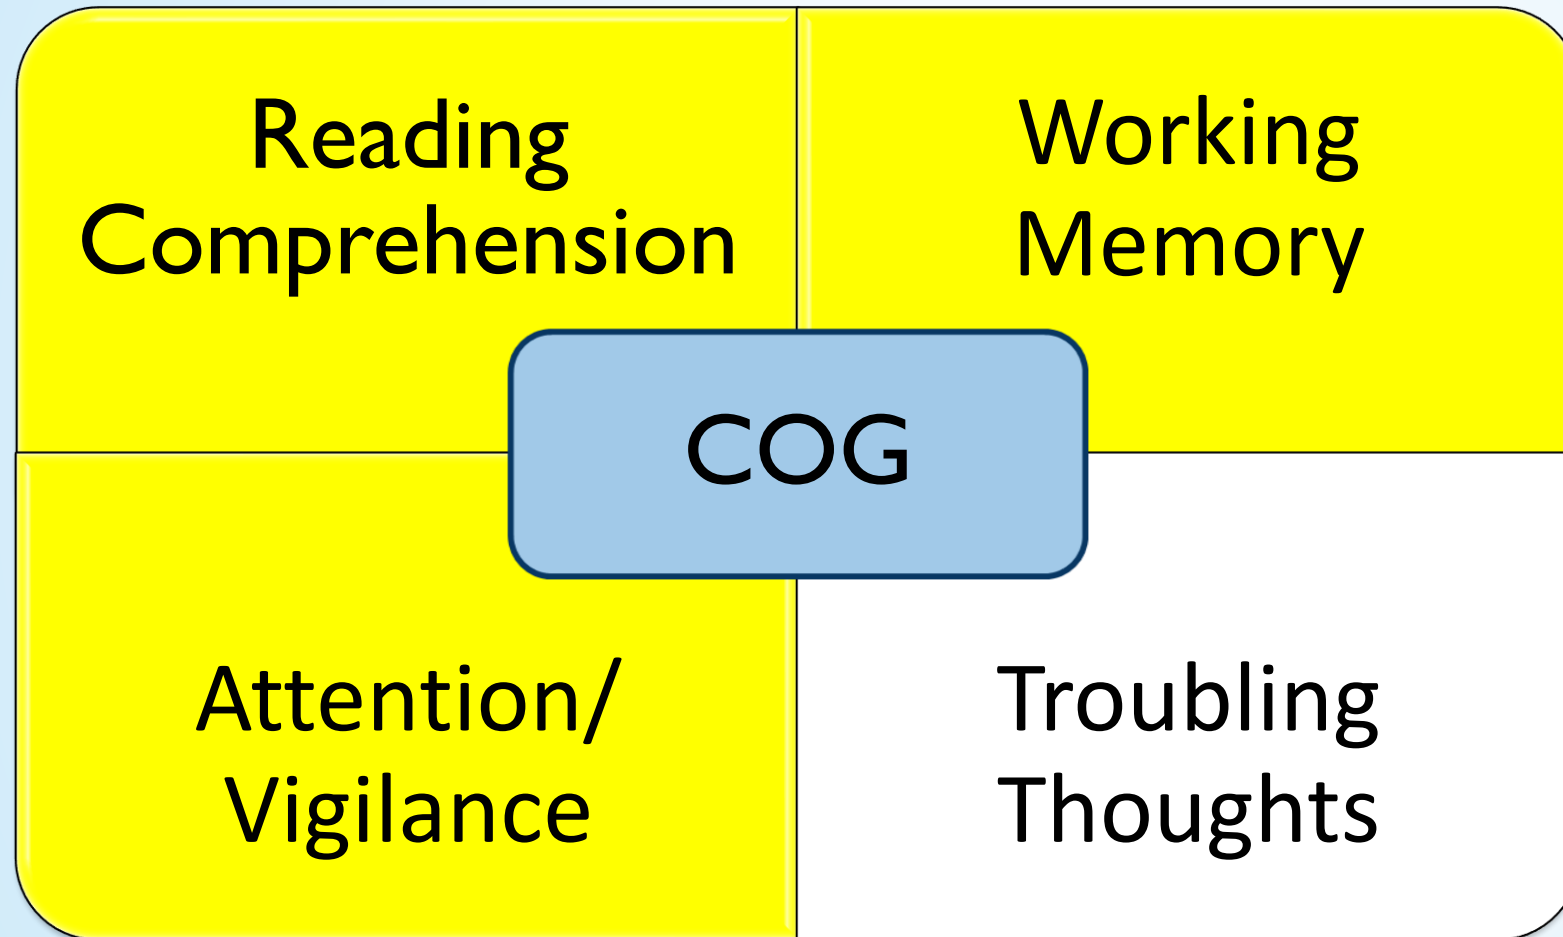 Reading
Comprehension
Working
Memory
COG
Attention/
Vigilance
Troubling
Thoughts